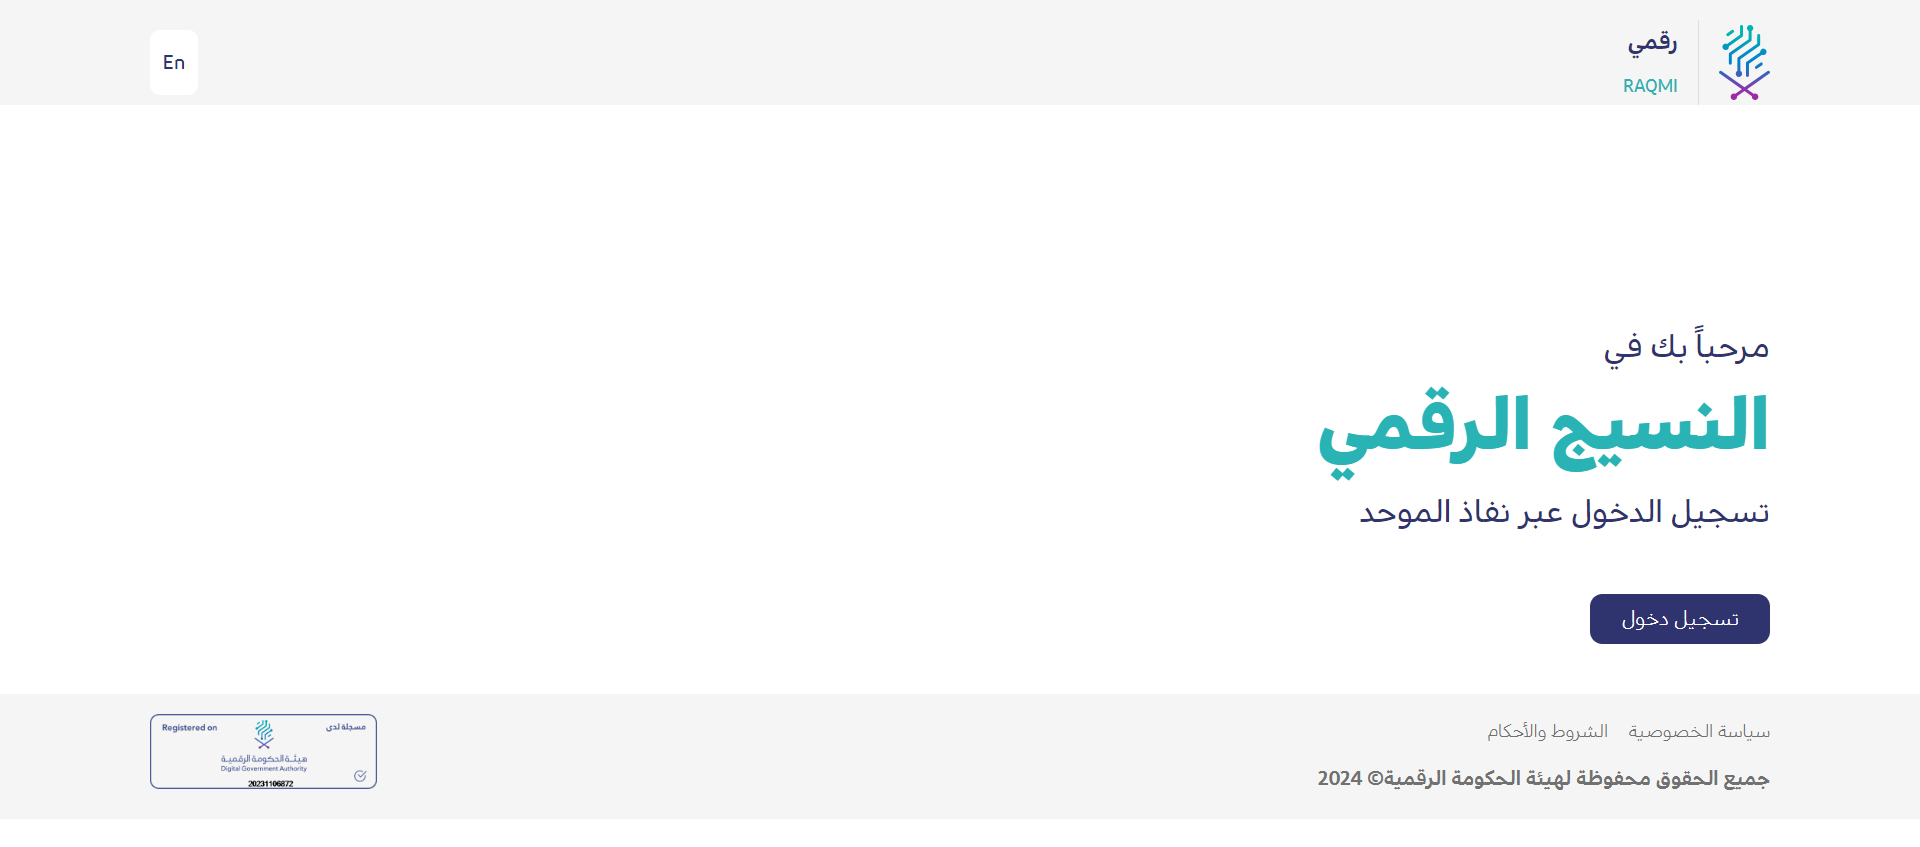 رقمي
RAQMI
En
مرحباً بك في
النسيج الرقمي
تسجيل الدخول عبر نفاذ الموحد
تسجيل دخول
سياسة الخصوصية الشروط والأحكام
جميع الحقوق محفوظة لهيئة الحكومة الرقمية© 2024
مسجلة لدى
Registered on
هيئة الحكومة الرقمية
Digital Government Authority
20231106872